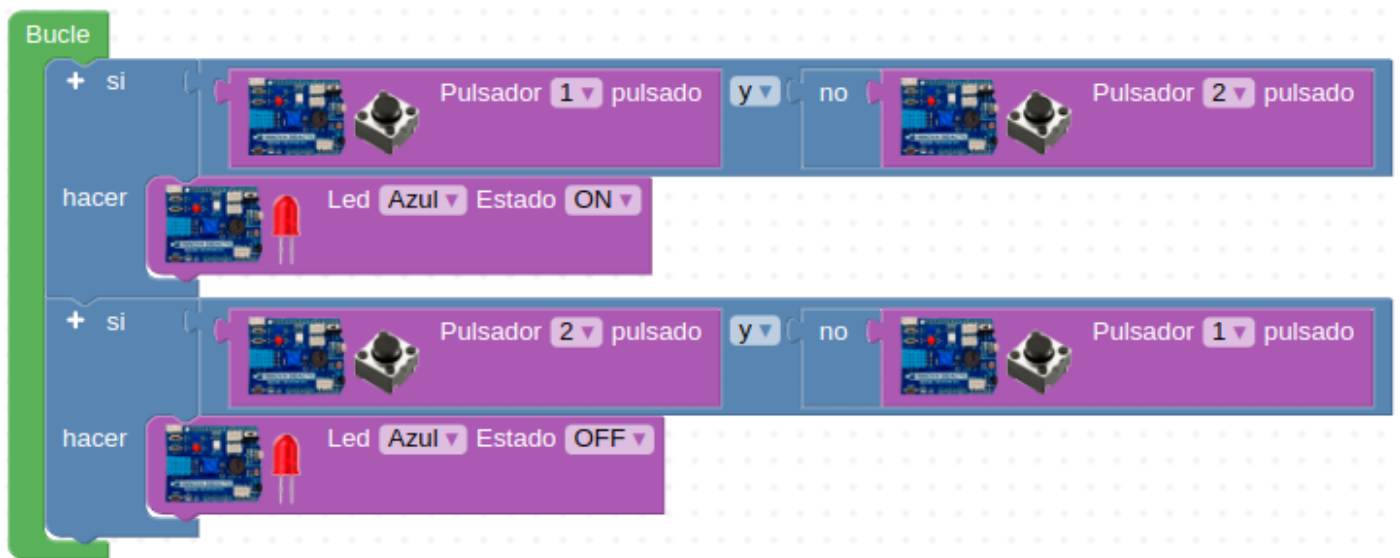 Bucle
+ si Pulsador 1 pulsado y no Pulsador 2 pulsado
hacer Led Azul Estado ON
+ si Pulsador 2 pulsado y no Pulsador 1 pulsado
hacer Led Azul Estado OFF